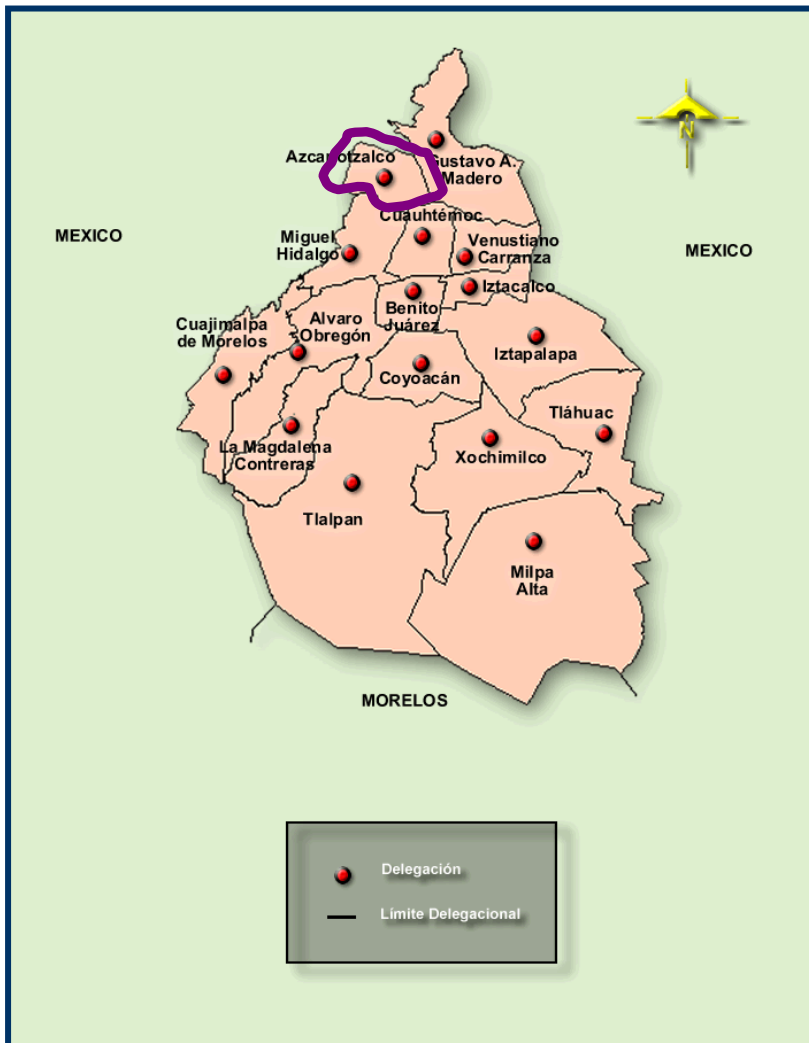 Azcapotzalco
Gustavo A.
Madero
N
Cuauhtémoc
MEXICO
Miguel
Hidalgo
Venustiano
Carranza
MEXICO
Iztacalco
Benito
Juárez
Alvaro
Obregón
Cuajimalpa
de Morelos
Iztapalapa
Coyoacán
Tláhuac
La Magdalena
Contreras
Xochimilco
Tlalpan
Milpa
Alta
MORELOS
Delegación
Límite Delegacional